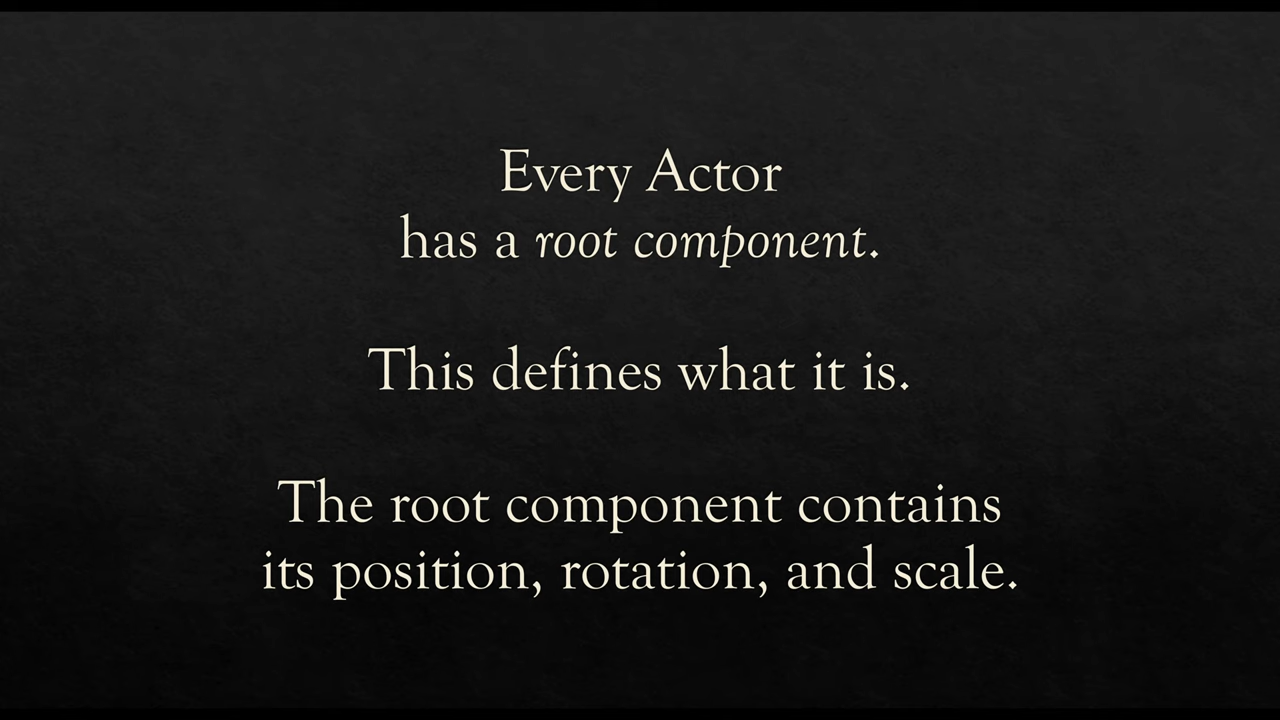 Every Actor
has a root component.
This defines what it is.
The root component contains
its position, rotation, and scale.